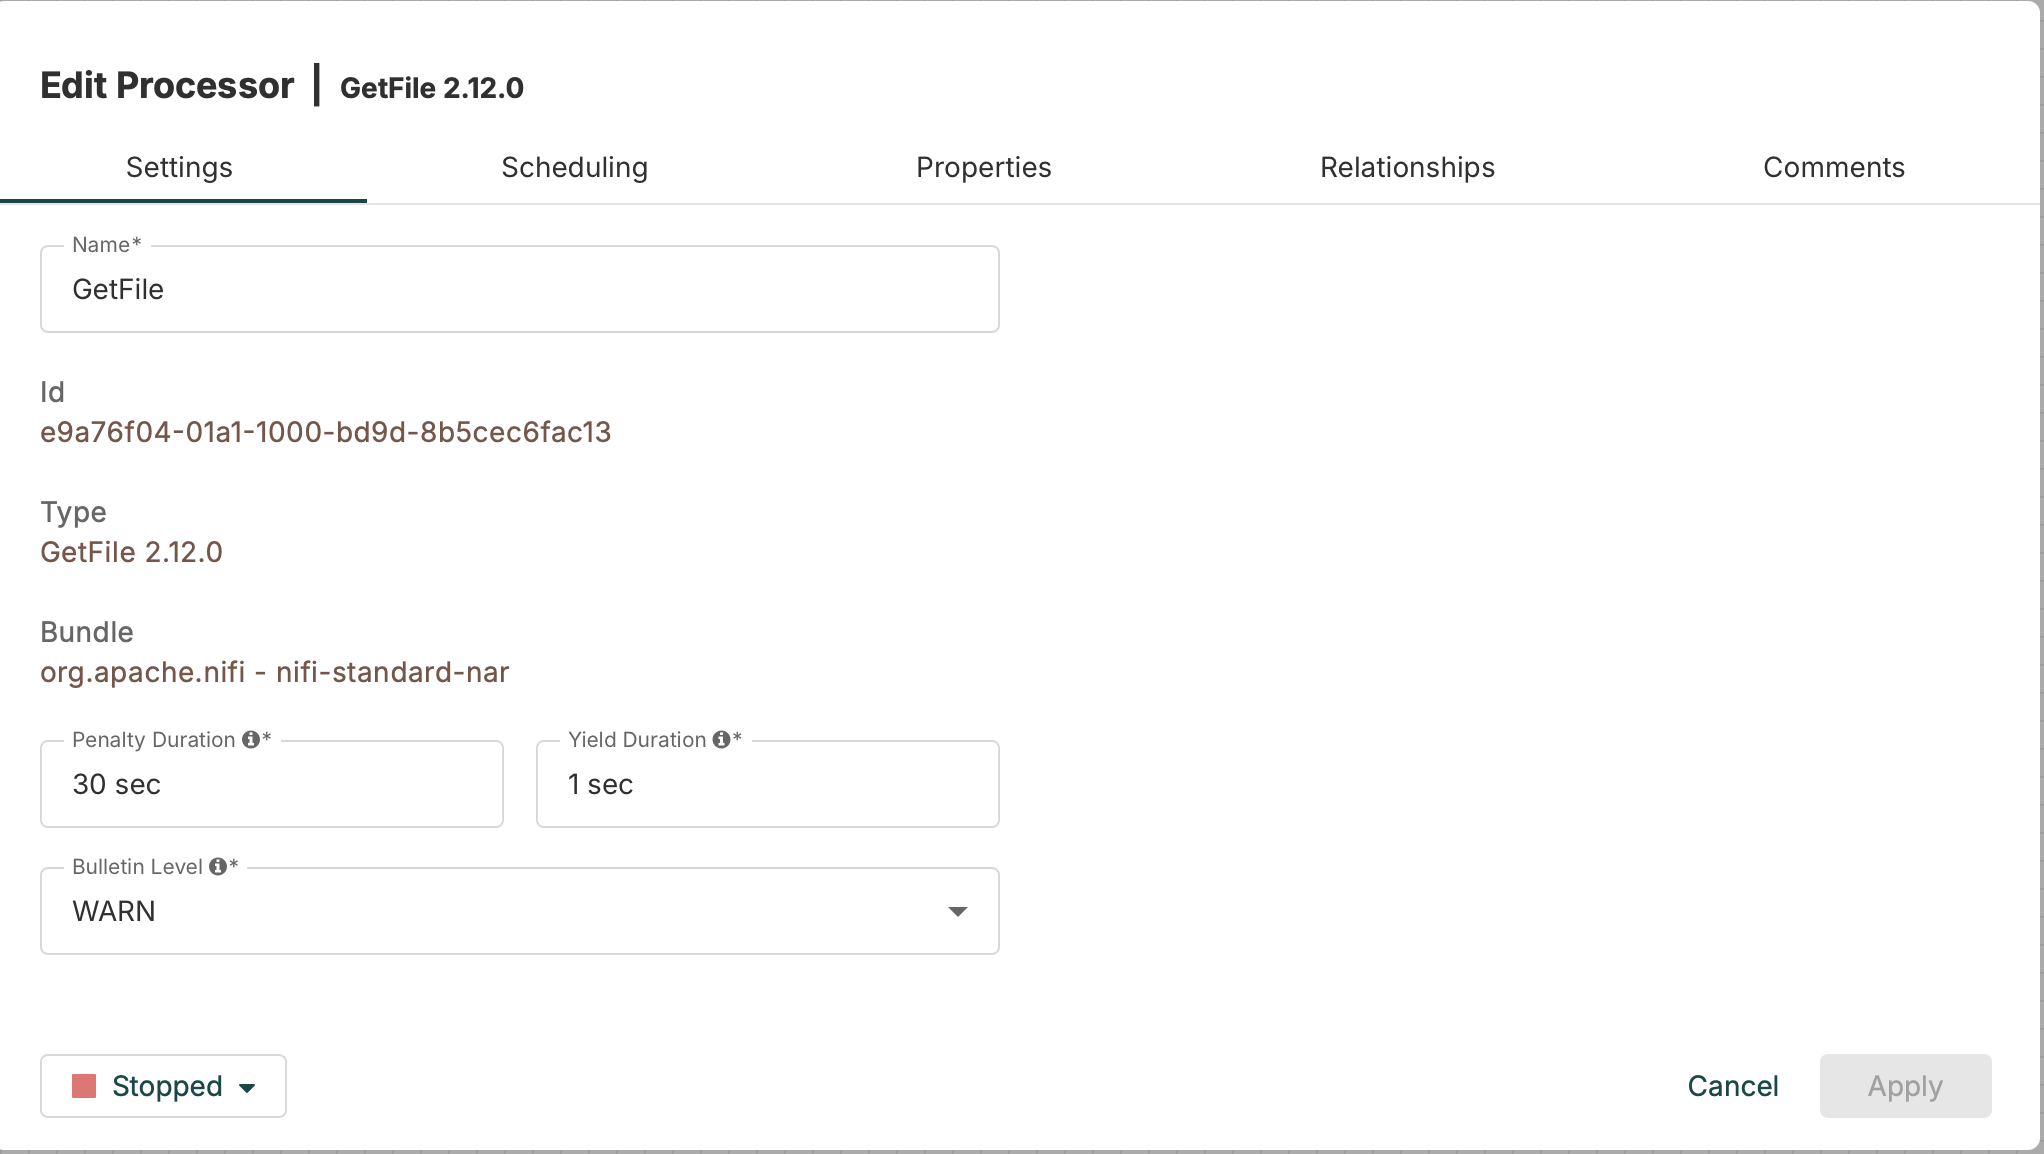 Edit Processor | GetFile 2.12.0
Settings Scheduling Properties Relationships Comments
Name*
GetFile
Id
e9a76f04-01a1-1000-bd9d-8b5cec6fac13
Type
GetFile 2.12.0
Bundle
org.apache.nifi - nifi-standard-nar
Penalty Duration * Yield Duration *
30 sec 1 sec
Bulletin Level *
WARN
Stopped Cancel Apply